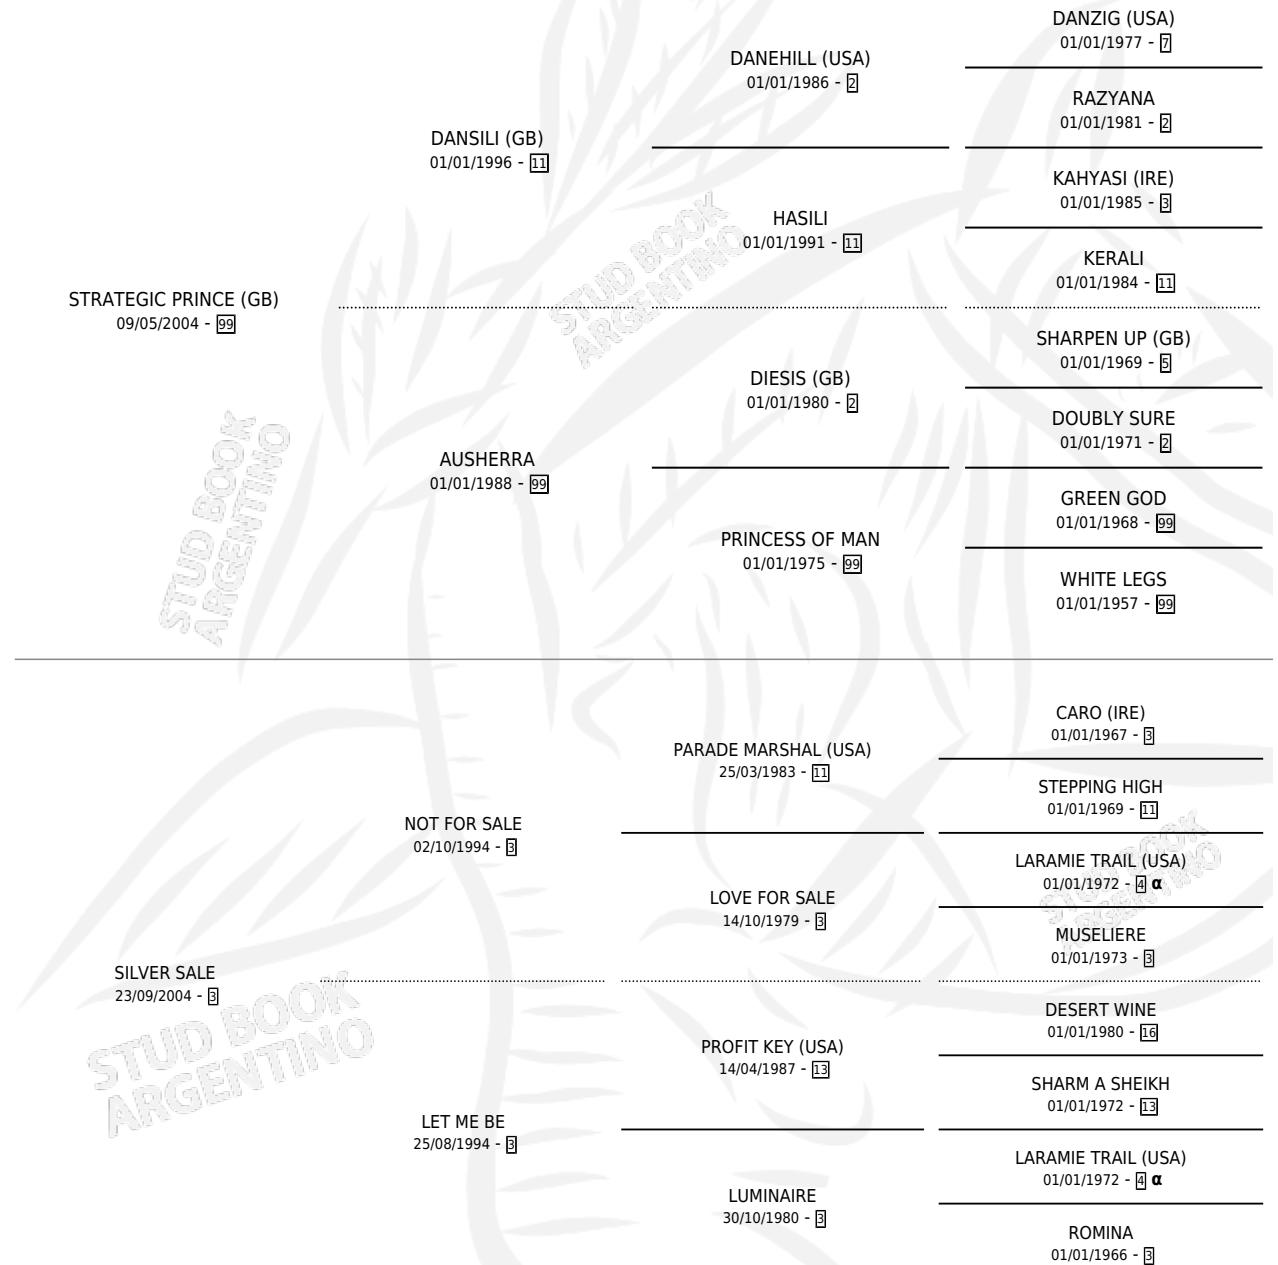 DANZIG (USA)
01/01/1977 - 7
DANEHILL (USA)
01/01/1986 - 2
RAZYANA
01/01/1981 - 2
DANSILI (GB)
01/01/1996 - 11
KAHYASI (IRE)
01/01/1985 - 3
HASILI
01/01/1991 - 11
KERALI
01/01/1984 - 11
STRATEGIC PRINCE (GB)
09/05/2004 - 99
STUD BOOK
ARGENTINO
SHARPEN UP (GB)
01/01/1969 - 5
DIESIS (GB)
01/01/1980 - 2
DOUBLY SURE
01/01/1971 - 2
AUSHERRA
01/01/1988 - 99
GREEN GOD
01/01/1968 - 99
PRINCESS OF MAN
01/01/1975 - 99
WHITE LEGS
01/01/1957 - 99
STUD BOOK
ARGENTINO
CARO (IRE)
01/01/1967 - 3
PARADE MARSHAL (USA)
25/03/1983 - 11
STEPPING HIGH
01/01/1969 - 11
NOT FOR SALE
02/10/1994 - 3
LARAMIE TRAIL (USA)
01/01/1972 - 4 α
LOVE FOR SALE
14/10/1979 - 3
MUSELIERE
01/01/1973 - 3
STUD BOOK
ARGENTINO
SILVER SALE
23/09/2004 - 3
DESERT WINE
01/01/1980 - 16
PROFIT KEY (USA)
14/04/1987 - 13
SHARM A SHEIKH
01/01/1972 - 13
LET ME BE
25/08/1994 - 3
LARAMIE TRAIL (USA)
01/01/1972 - 4 α
LUMINAIRE
30/10/1980 - 3
ROMINA
01/01/1966 - 3
STUD BOOK
ARGENTINO